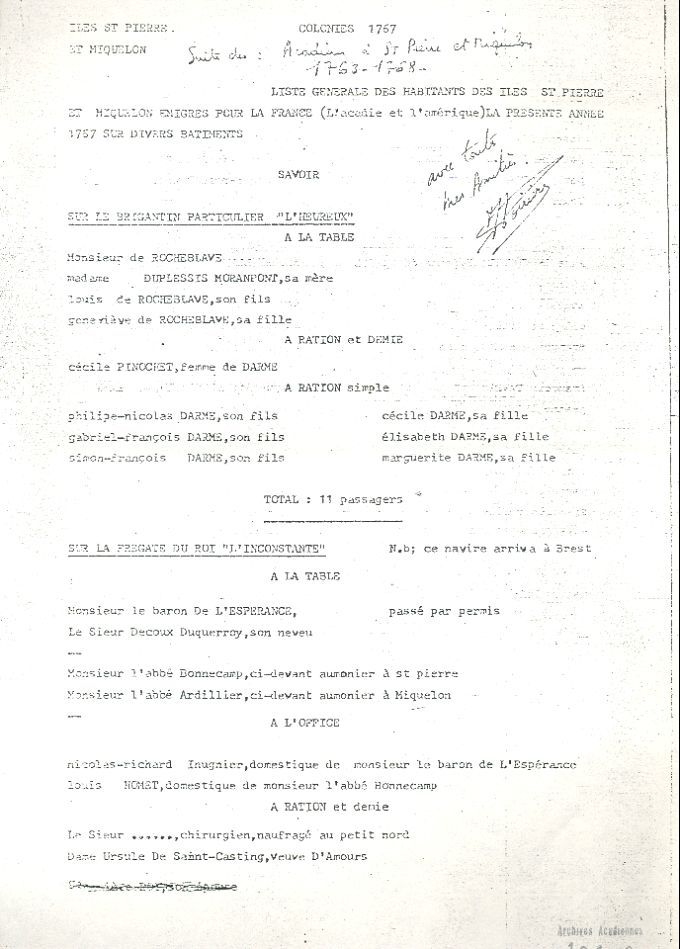 ILES ST PIERRE. COLONIES 1767
ET MIQUELON Suite des : Acadiens à St Pierre et Miquelon
1763-1768-
LISTE GENERALE DES HABITANTS DES ILES ST PIERRE
ET MIQUELON EMIGRES POUR LA FRANCE (L'acadie et l'amérique)LA PRESENTE ANNEE
1767 SUR DIVERS BATIMENTS
avec toute
mes Amitiés.
SAVOIR
SUR LE BRIGANTIN PARTICULIER "L'HEUREUX"
A LA TABLE
Monsieur de ROCHEBLAVE
madame DUPLESSIS MORANPONT,sa mère
louis de ROCHEBLAVE,son fils
geneviève de ROCHEBLAVE,sa fille
A RATION et DEMIE
cécile PINOCHET,femme de DARME
A RATION simple
philipe-nicolas DARME,son fils cécile DARME,sa fille
gabriel-françois DARME,son fils élisabeth DARME,sa fille
simon-françois DARME,son fils marguerite DARME,sa fille
TOTAL : 11 passagers
SUR LA FREGATE DU ROI "L'INCONSTANTE" N.b; ce navire arriva à Brest
A LA TABLE
Monsieur le baron De L'ESPERANCE, passé par permis
Le Sieur Decoux Duquerroy,son neveu
Monsieur l'abbé Bonnecamp,ci-devant aumonier à st pierre
Monsieur l'abbé Ardillier,ci-devant aumonier à Miquelon
A L'OFFICE
nicolas-richard Inugnier,domestique de monsieur le baron de L'Espérance
louis NOMET,domestique de monsieur l'abbé Bonnecamp
A RATION et demie
Le Sieur ......,chirurgien,naufragé au petit nord
Dame Ursule De Saint-Casting,veuve D'Amours
Archives Acadiennes